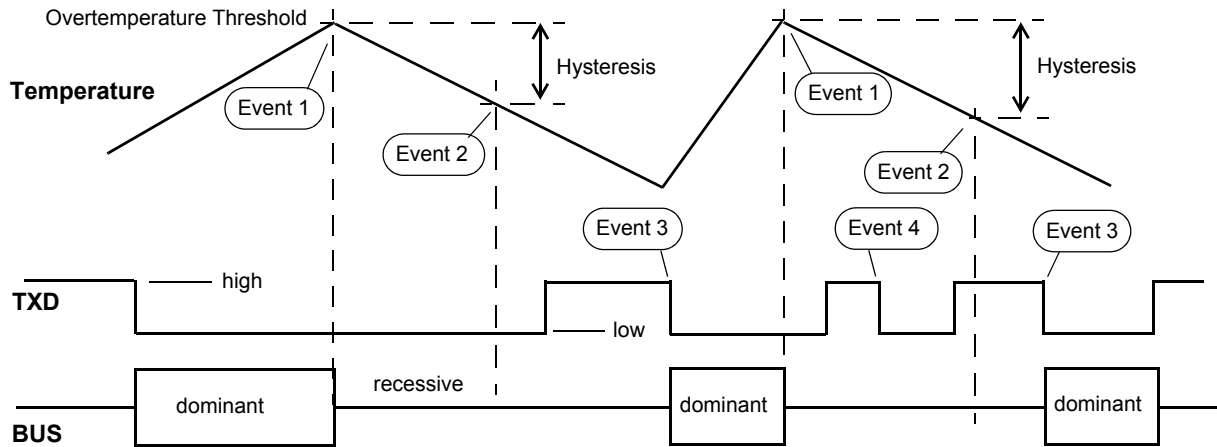 Overtemperature Threshold
Hysteresis
Hysteresis
Temperature
Event 1
Event 1
Event 2
Event 2
Event 3
Event 4
Event 3
high
TXD
low
recessive
dominant
dominant
dominant
BUS